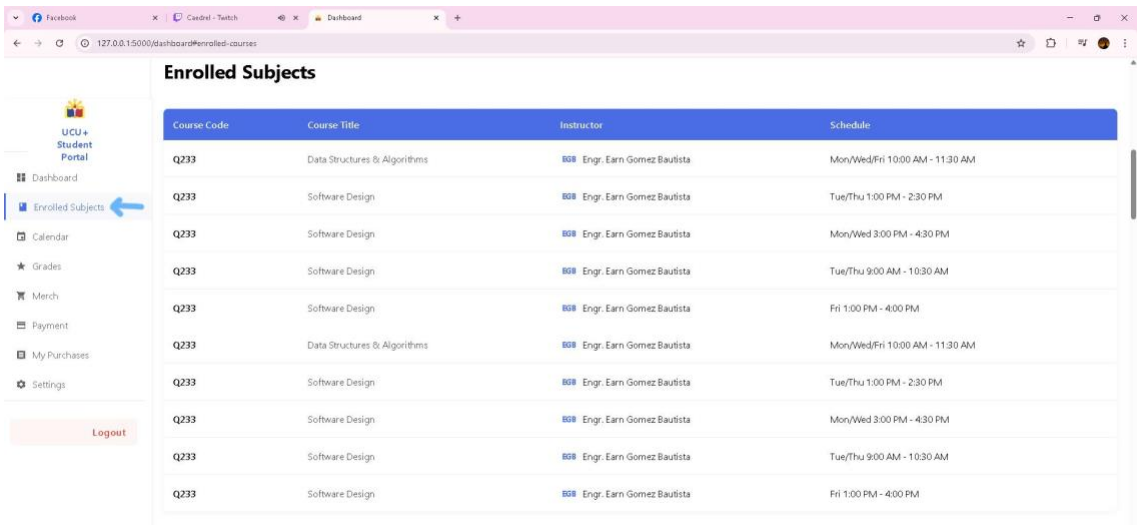 Facebook
Caedrel - Twitch
Dashboard
127.0.0.1:5000/dashboard#enrolled-courses
UCU+
Student
Portal
Dashboard
Enrolled Subjects
Calendar
Grades
Merch
Payment
My Purchases
Settings
Logout
Enrolled Subjects
Course Code Course Title Instructor Schedule
Q233 Data Structures & Algorithms EGB Engr. Earn Gomez Bautista Mon/Wed/Fri 10:00 AM - 11:30 AM
Q233 Software Design EGB Engr. Earn Gomez Bautista Tue/Thu 1:00 PM - 2:30 PM
Q233 Software Design EGB Engr. Earn Gomez Bautista Mon/Wed 3:00 PM - 4:30 PM
Q233 Software Design EGB Engr. Earn Gomez Bautista Tue/Thu 9:00 AM - 10:30 AM
Q233 Software Design EGB Engr. Earn Gomez Bautista Fri 1:00 PM - 4:00 PM
Q233 Data Structures & Algorithms EGB Engr. Earn Gomez Bautista Mon/Wed/Fri 10:00 AM - 11:30 AM
Q233 Software Design EGB Engr. Earn Gomez Bautista Tue/Thu 1:00 PM - 2:30 PM
Q233 Software Design EGB Engr. Earn Gomez Bautista Mon/Wed 3:00 PM - 4:30 PM
Q233 Software Design EGB Engr. Earn Gomez Bautista Tue/Thu 9:00 AM - 10:30 AM
Q233 Software Design EGB Engr. Earn Gomez Bautista Fri 1:00 PM - 4:00 PM